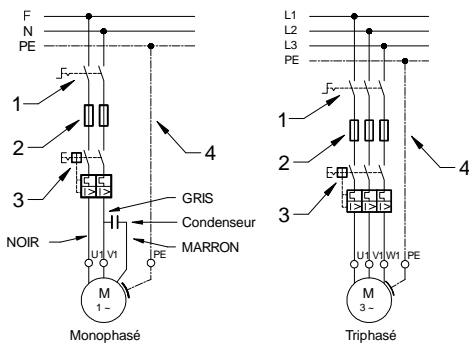 F
N
PE
1
2
3
4
GRIS
Condenseur
NOIR
MARRON
U1 V1 PE
I> I>
M
1 ~
Monophasé
L1
L2
L3
PE
1
2
3
4
I> I> I>
U1 V1 W1 PE
M
3 ~
Triphasé